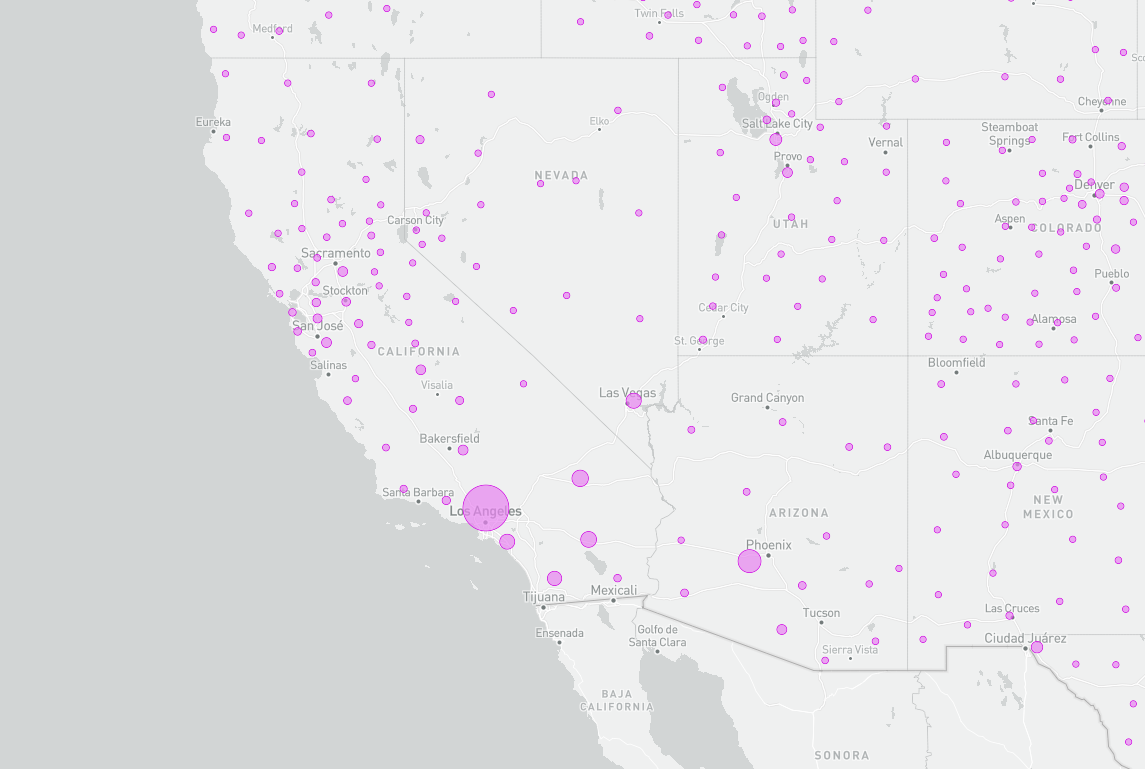 Twin Falls
Medford
Sco
Ogden
Cheyenne
Eureka
Elko
Salt Lake City
Steamboat
Springs
Fort Collins
Vernal
Provo
NEVADA
Denver
Carson City
UTAH
Aspen
COLORADO
Sacramento
Pueblo
Stockton
Cedar City
Alamosa
San José
St. George
CALIFORNIA
Salinas
Bloomfield
Visalia
Las Vegas
Grand Canyon
Santa Fe
Bakersfield
Albuquerque
Santa Barbara
NEW
MEXICO
Los Angeles
ARIZONA
Phoenix
Mexicali
Tijuana
Las Cruces
Tucson
Ensenada
Golfo de
Santa Clara
Ciudad Juárez
Sierra Vista
BAJA
CALIFORNIA
SONORA